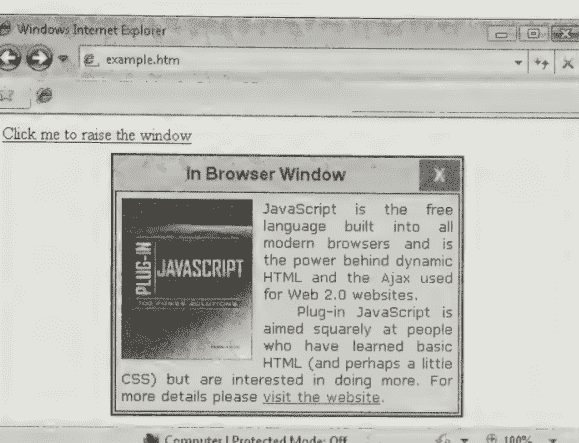 Windows Internet Explorer
example.htm
Click me to raise the window
In Browser Window X
JavaScript is the free
language built into all
modern browsers and is
the power behind dynamic
HTML and the Ajax used
for Web 2.0 websites.
Plug-in JavaScript is
aimed squarely at people
who have learned basic
HTML (and perhaps a little
CSS) but are interested in doing more. For
more details please visit the website.
PLUG-IN JAVASCRIPT
100 POWER SOLUTIONS
Computer | Protected Mode: Off 100%